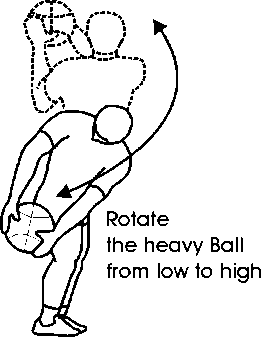 Rotate
the heavy Ball
from low to high